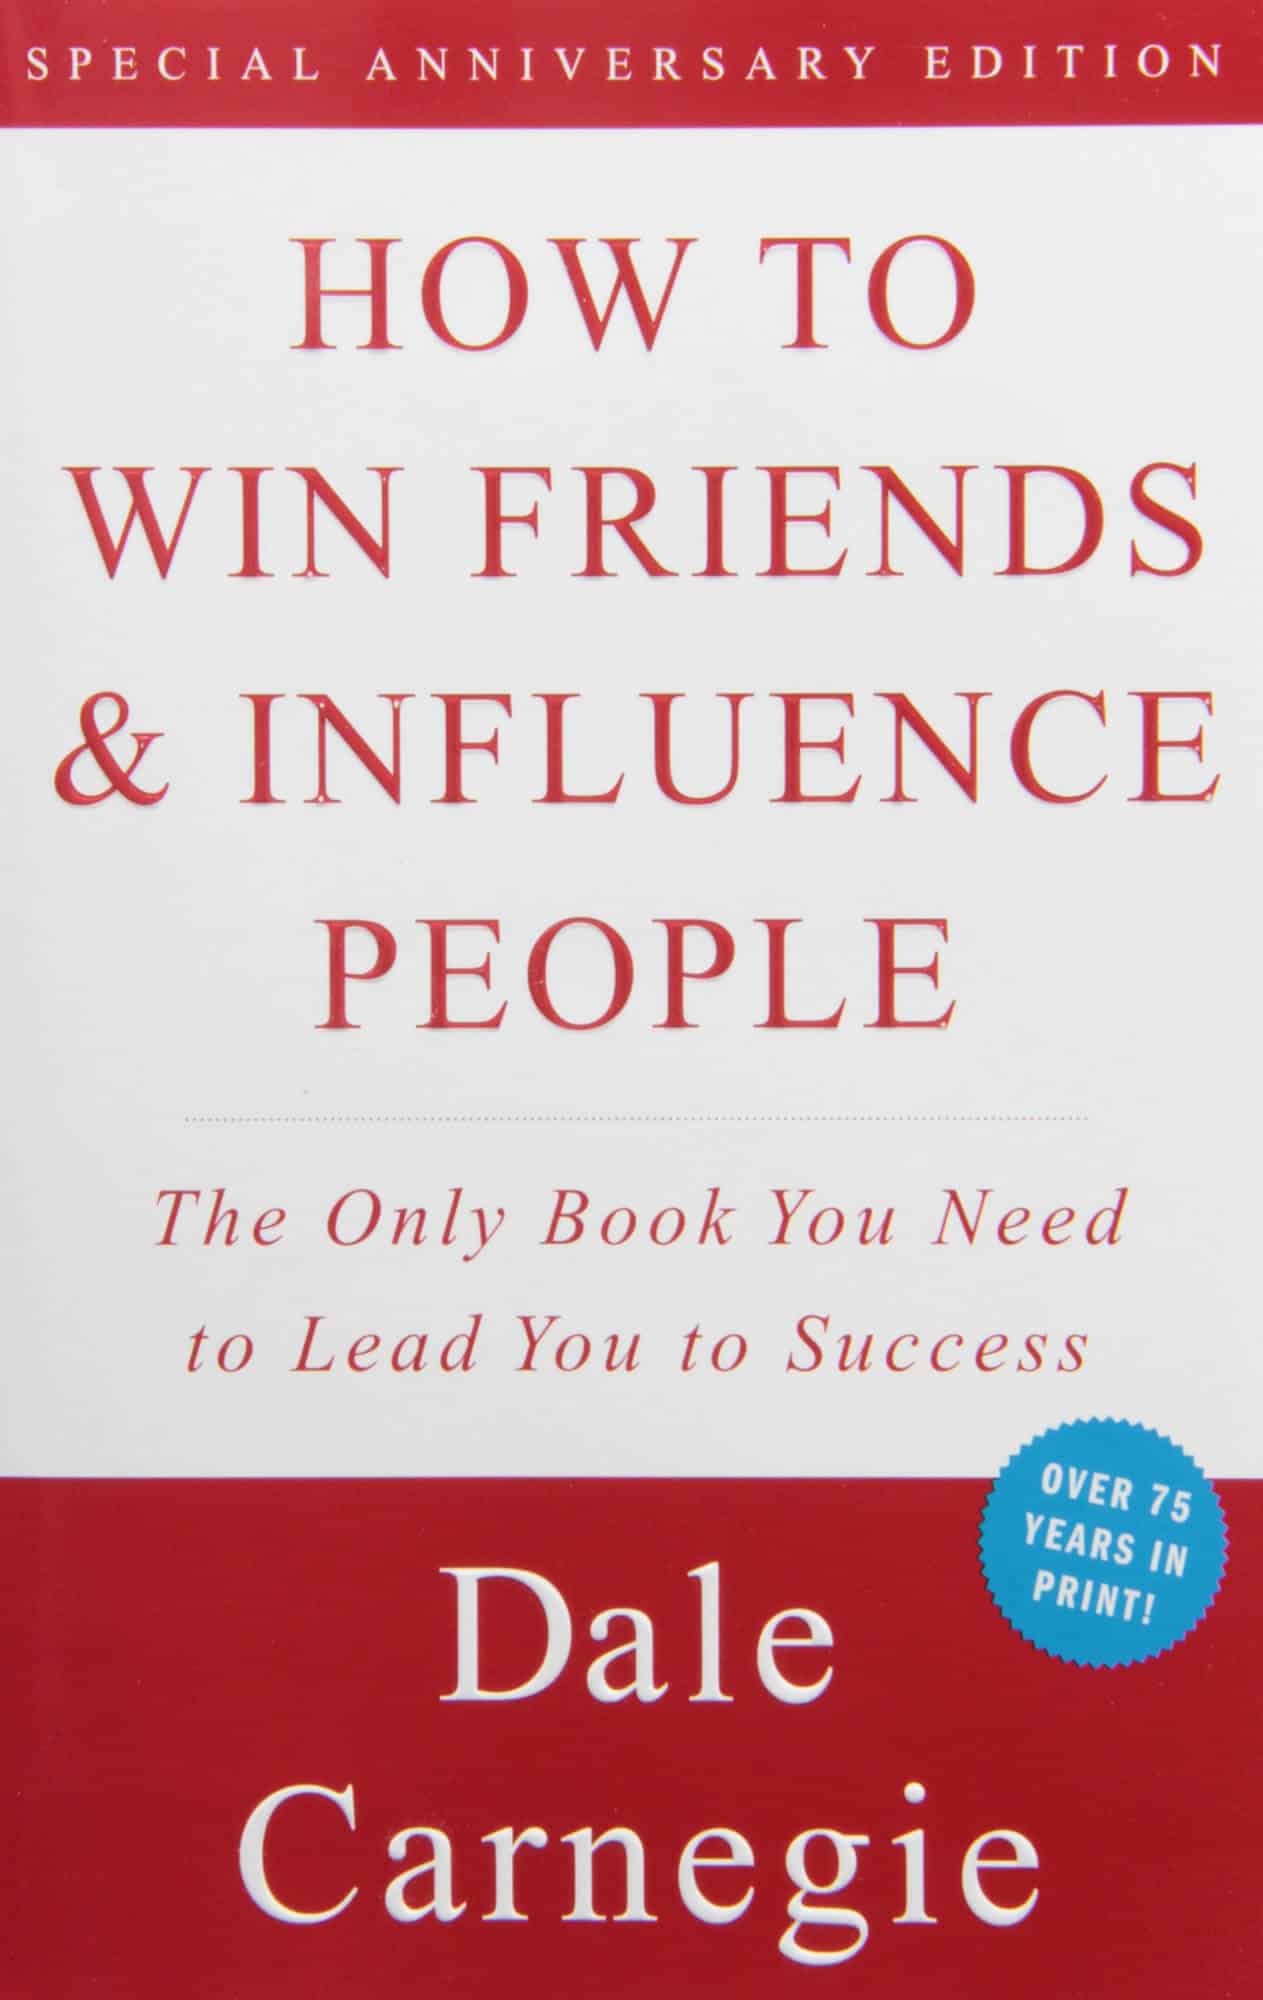 SPECIAL ANNIVERSARY EDITION
HOW TO
WIN FRIENDS
& INFLUENCE
PEOPLE
The Only Book You Need
to Lead You to Success
OVER 75
YEARS IN
PRINT!
Dale
Carnegie